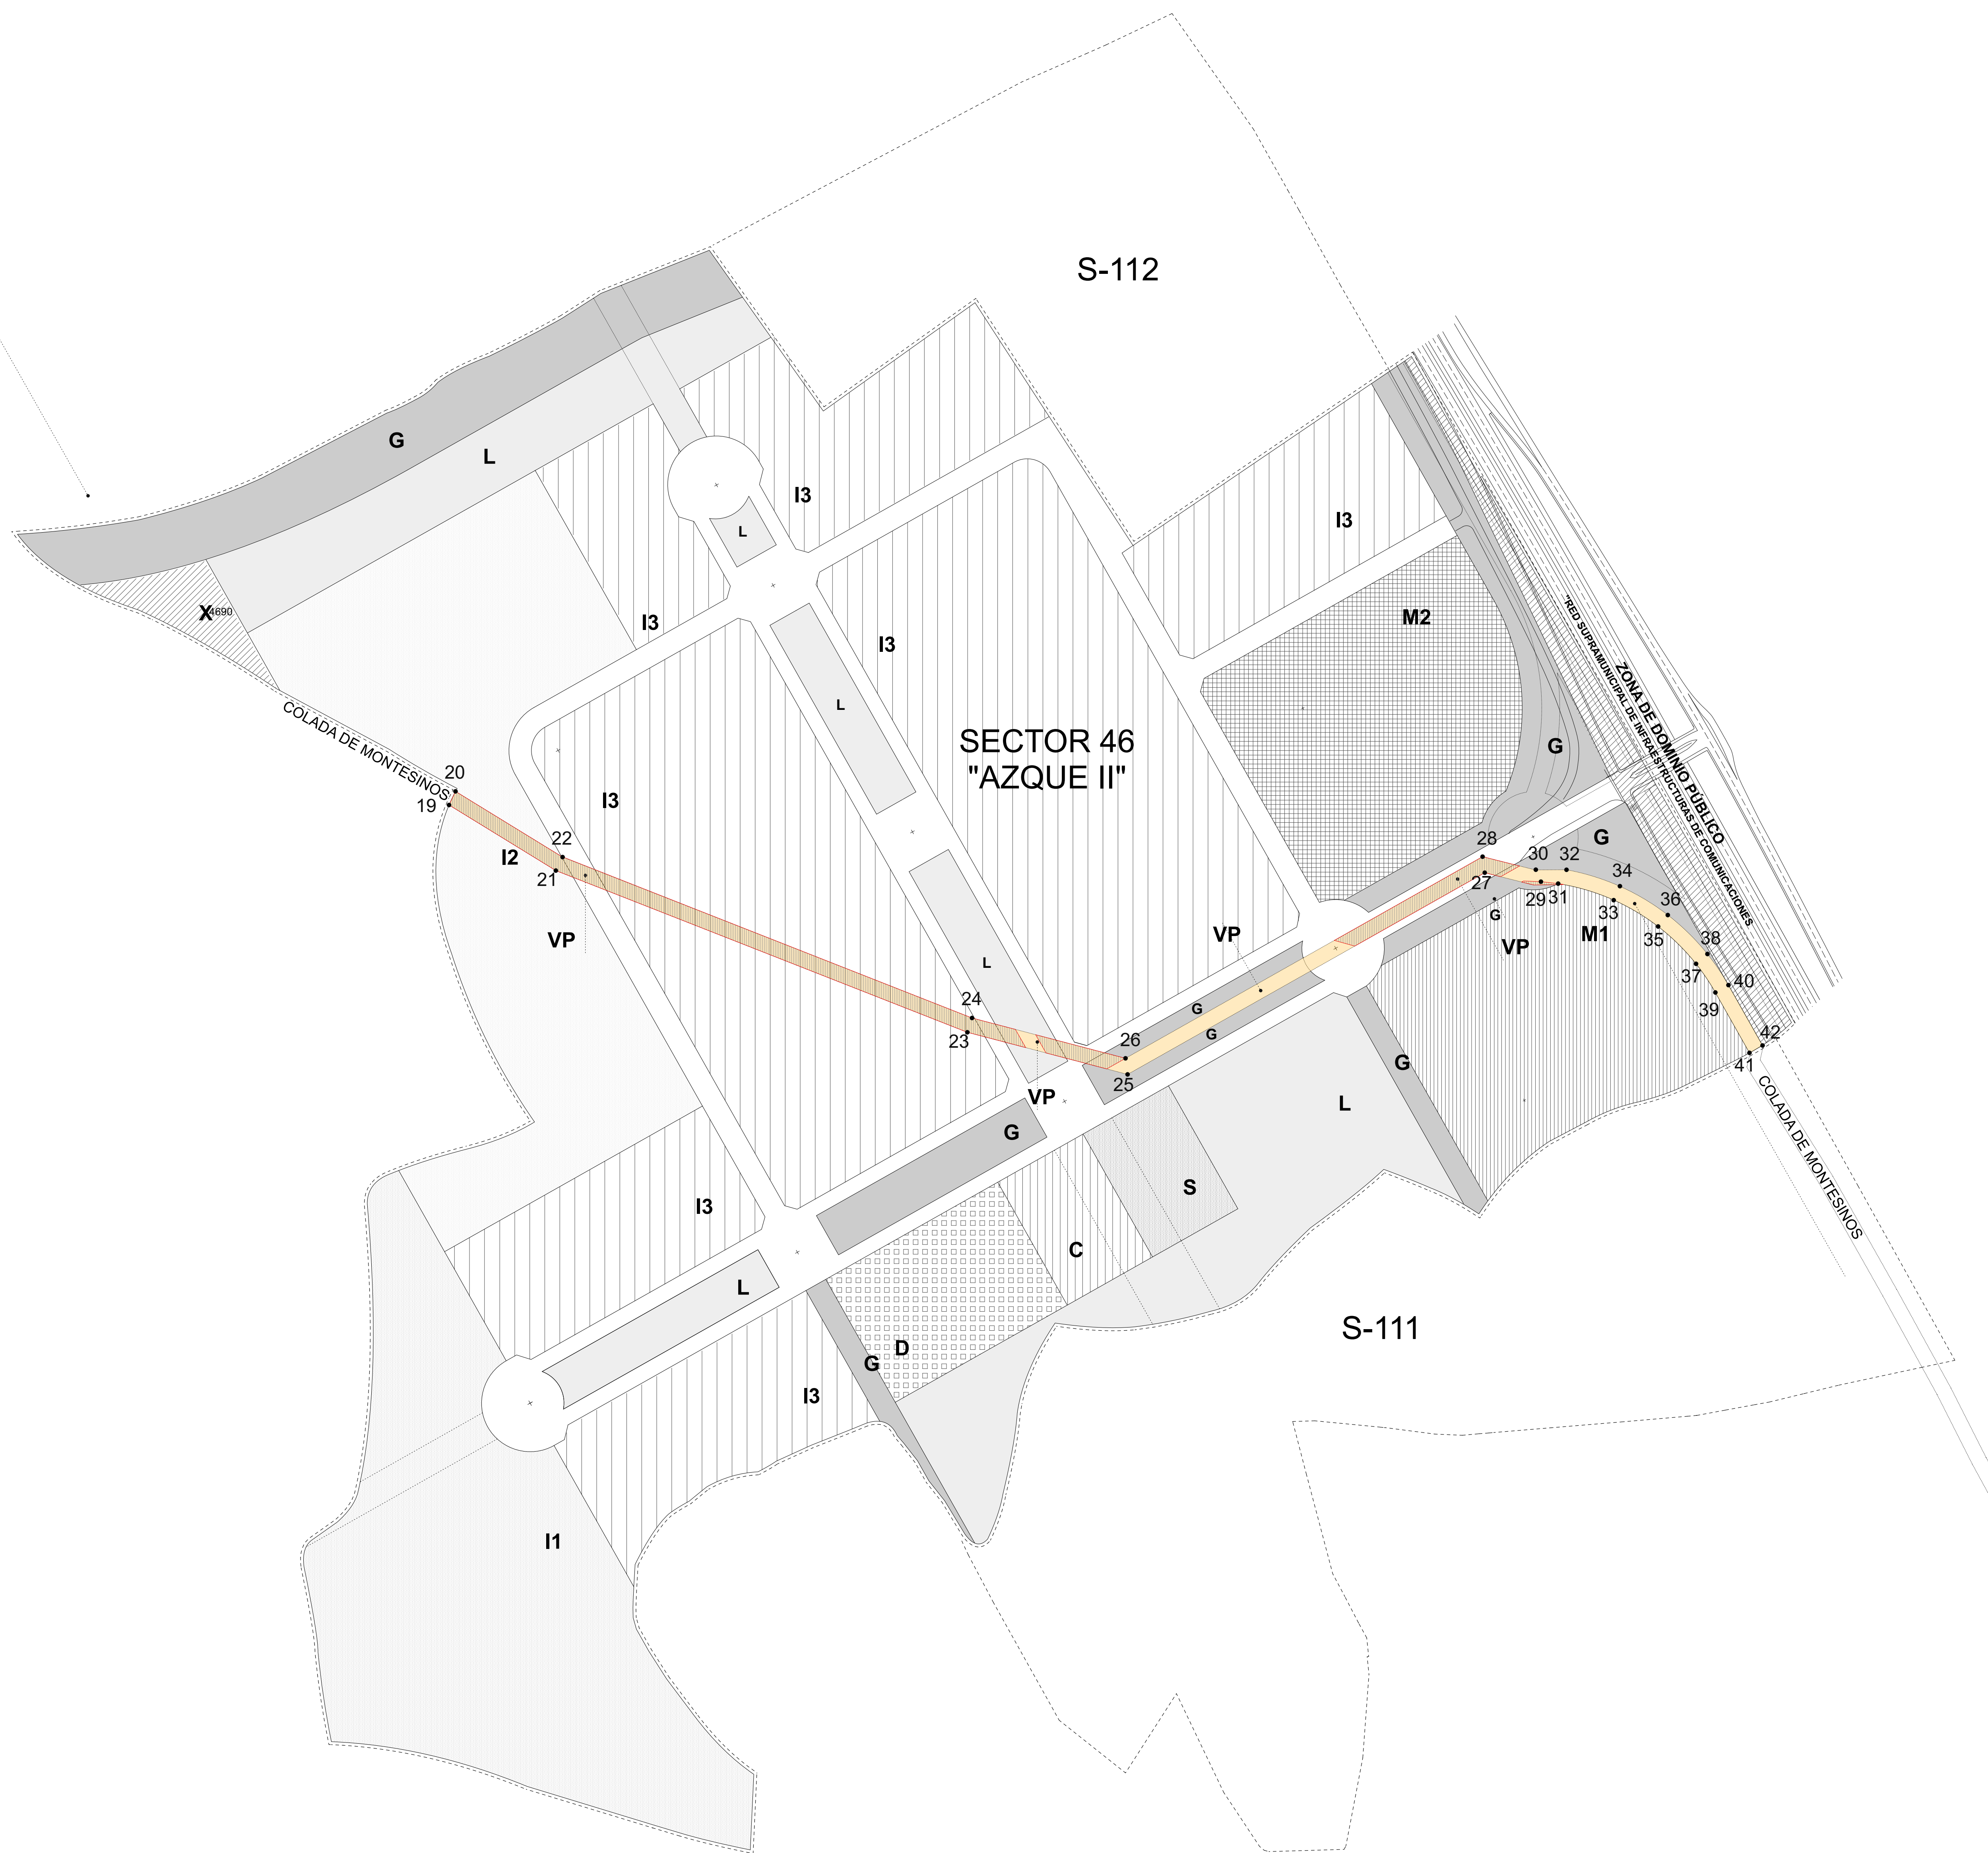 S-112
G
L
I3
I3
L
M2
X
4690
I3
I3
L
"RED SUPRAMUNICIPAL DE INFRAESTRUCTURAS DE COMUNICACIONES
ZONA DE DOMINIO PÚBLICO
COLADA DE MONTESINOS
SECTOR 46
"AZQUE II"
G
20
19
I3
22
I2
21
28
G
30
32
27
29
31
34
33
36
G
M1
35
VP
VP
VP
38
L
37
40
39
24
23
G
G
26
25
42
41
G
VP
L
G
COLADA DE MONTESINOS
S
I3
C
L
S-111
D
G
I3
I1